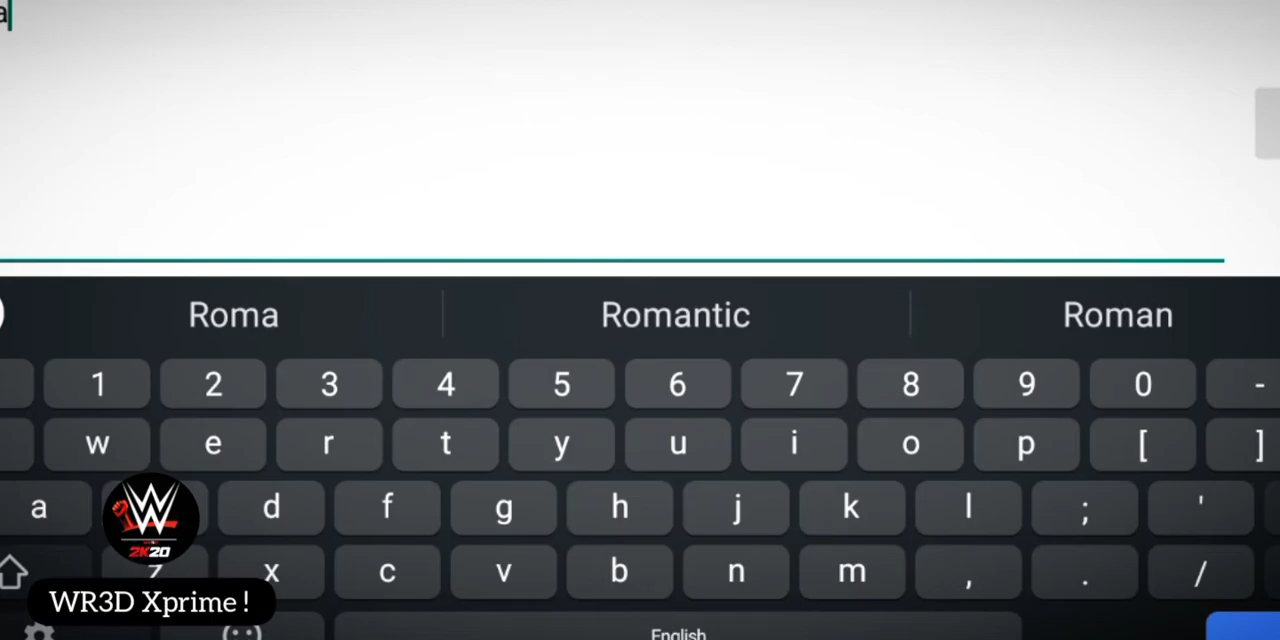 a
Roma Romantic Roman
1 2 3 4 5 6 7 8 9 0 -
w e r t y u i o p [ ]
a d f g h j k l ; '
W
2K20
z x c v b n m , . /
WR3D Xprime !
English